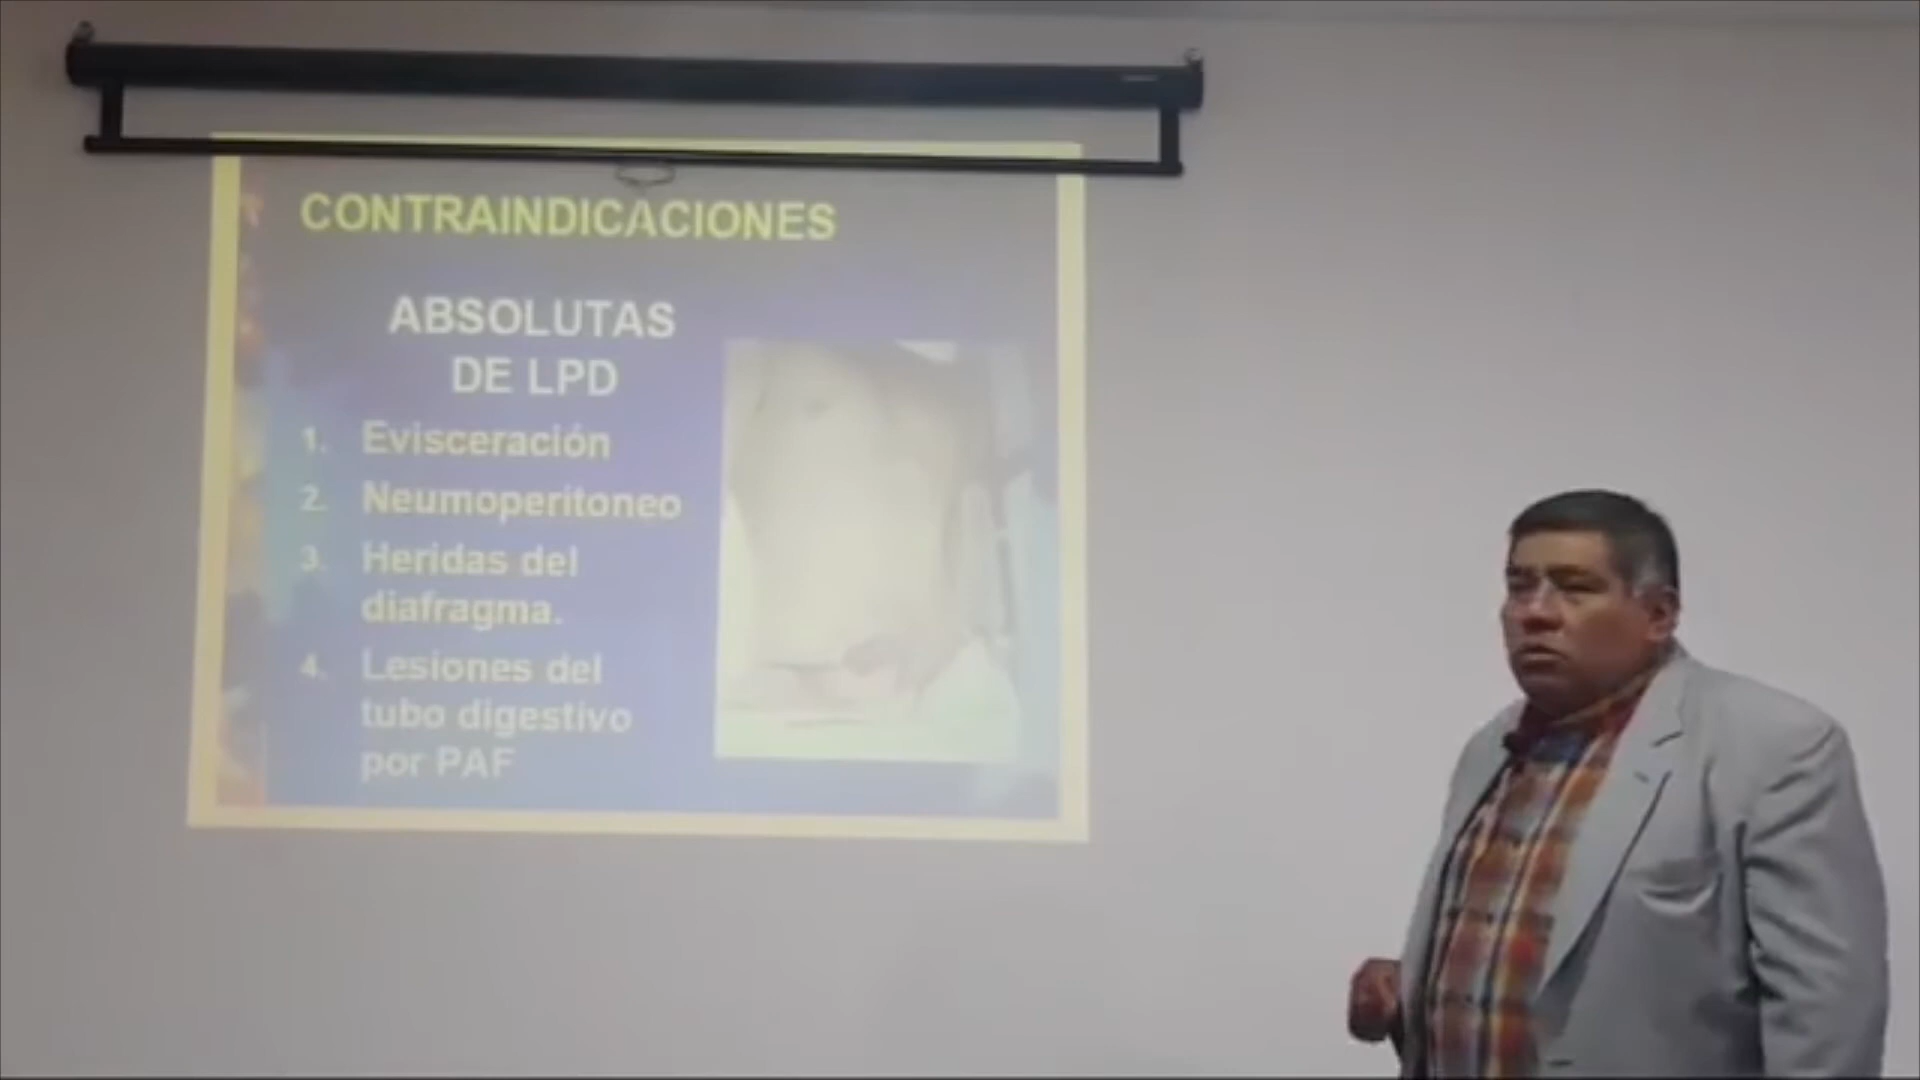 CONTRAINDICACIONES
ABSOLUTAS
DE LPD
1. Evisceración
2. Neumoperitoneo
3. Heridas del
diafragma.
4. Lesiones del
tubo digestivo
por PAF